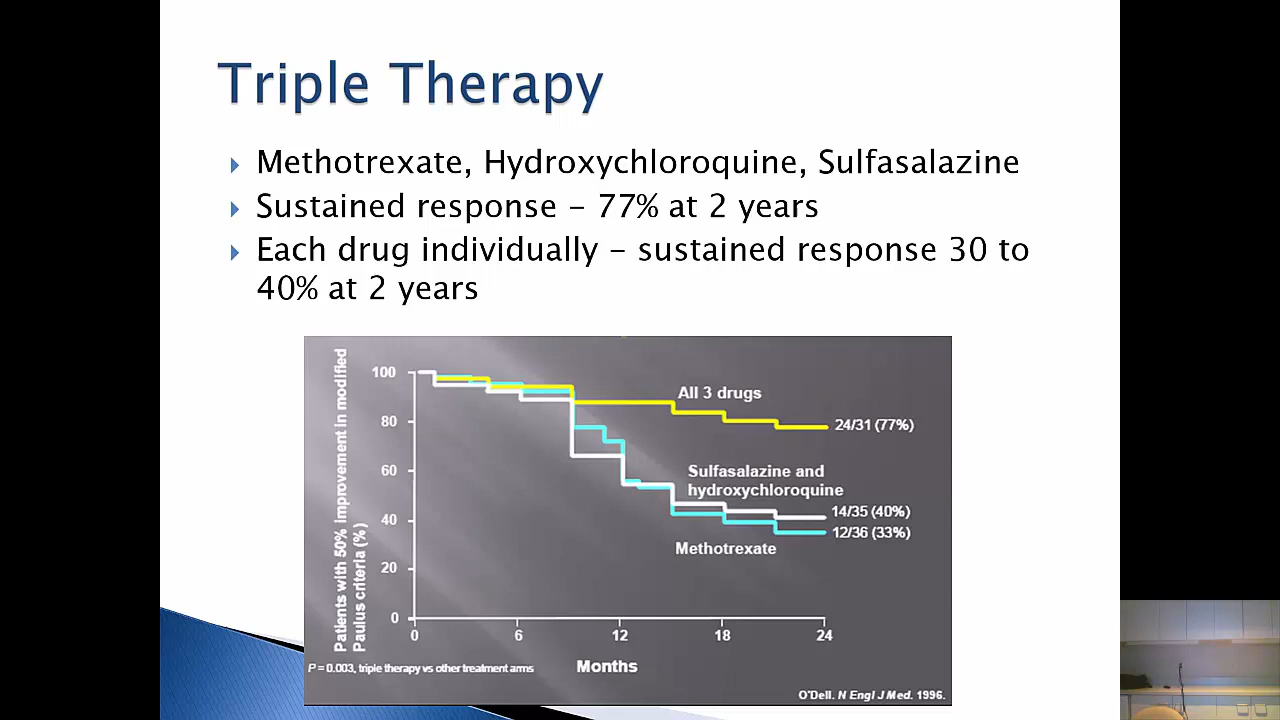 Triple Therapy
Methotrexate, Hydroxychloroquine, Sulfasalazine
Sustained response – 77% at 2 years
Each drug individually – sustained response 30 to
40% at 2 years
Patients with 50% improvement in modified
Paulus criteria (%)
100
80
60
40
20
0
All 3 drugs
24/31 (77%)
Sulfasalazine and
hydroxychloroquine
14/35 (40%)
12/36 (33%)
Methotrexate
0 6 12 18 24
Months
P = 0.003, triple therapy vs other treatment arms
O'Dell. N Engl J Med. 1996.